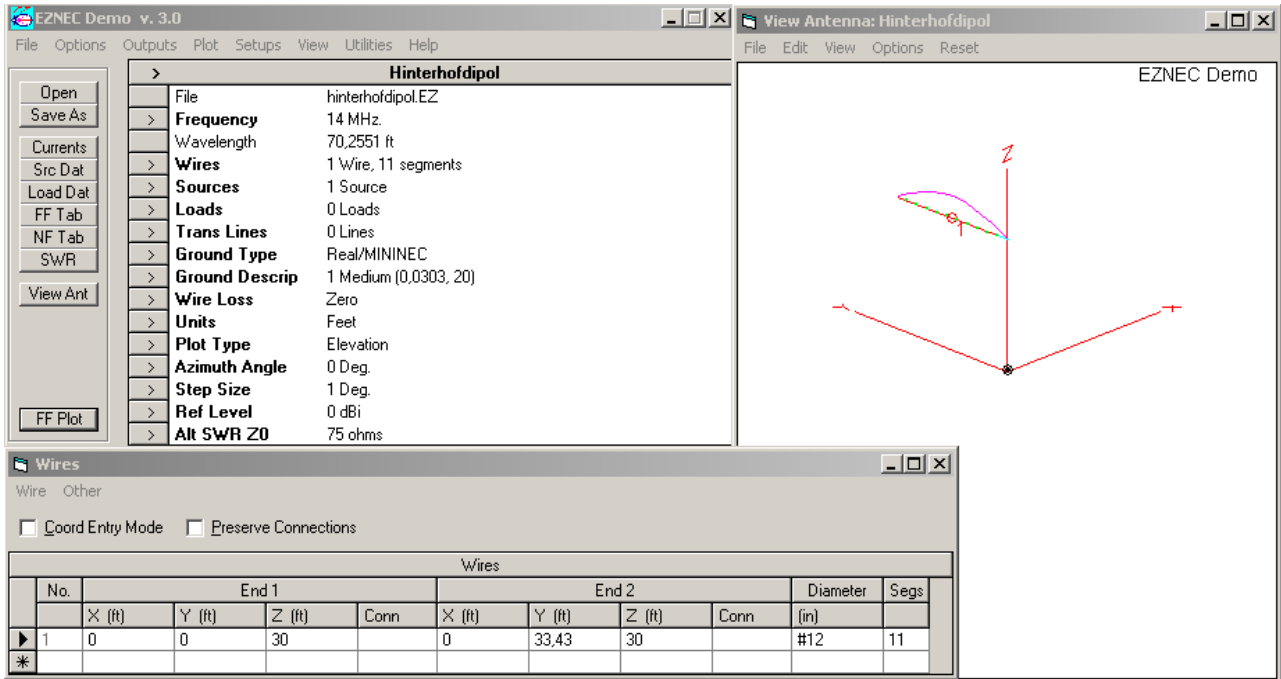 EZNEC Demo v. 3.0
File Options Outputs Plot Setups View Utilities Help
Open
Save As
Currents
Src Dat
Load Dat
FF Tab
NF Tab
SWR
View Ant
FF Plot
> Hinterhofdipol
File hinterhofdipol.EZ
> Frequency 14 MHz.
Wavelength 70,2551 ft
> Wires 1 Wire, 11 segments
> Sources 1 Source
> Loads 0 Loads
> Trans Lines 0 Lines
> Ground Type Real/MININEC
> Ground Descrip 1 Medium (0,0303, 20)
> Wire Loss Zero
> Units Feet
> Plot Type Elevation
> Azimuth Angle 0 Deg.
> Step Size 1 Deg.
> Ref Level 0 dBi
> Alt SWR Z0 75 ohms
View Antenna: Hinterhofdipol
File Edit View Options Reset
EZNEC Demo
Z
1
Wires
Wire Other
Coord Entry Mode Preserve Connections
Wires
No. End 1 End 2 Diameter Segs
X (ft) Y (ft) Z (ft) Conn X (ft) Y (ft) Z (ft) Conn (in)
1 0 0 30 0 33,43 30 #12 11